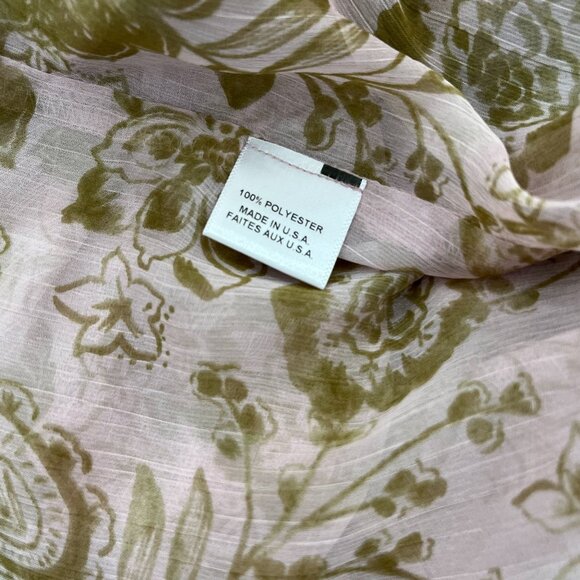 100% POLYESTER
MADE IN U.S.A.
FAITES AUX U.S.A.